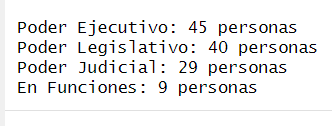 Poder Ejecutivo: 45 personas
Poder Legislativo: 40 personas
Poder Judicial: 29 personas
En Funciones: 9 personas